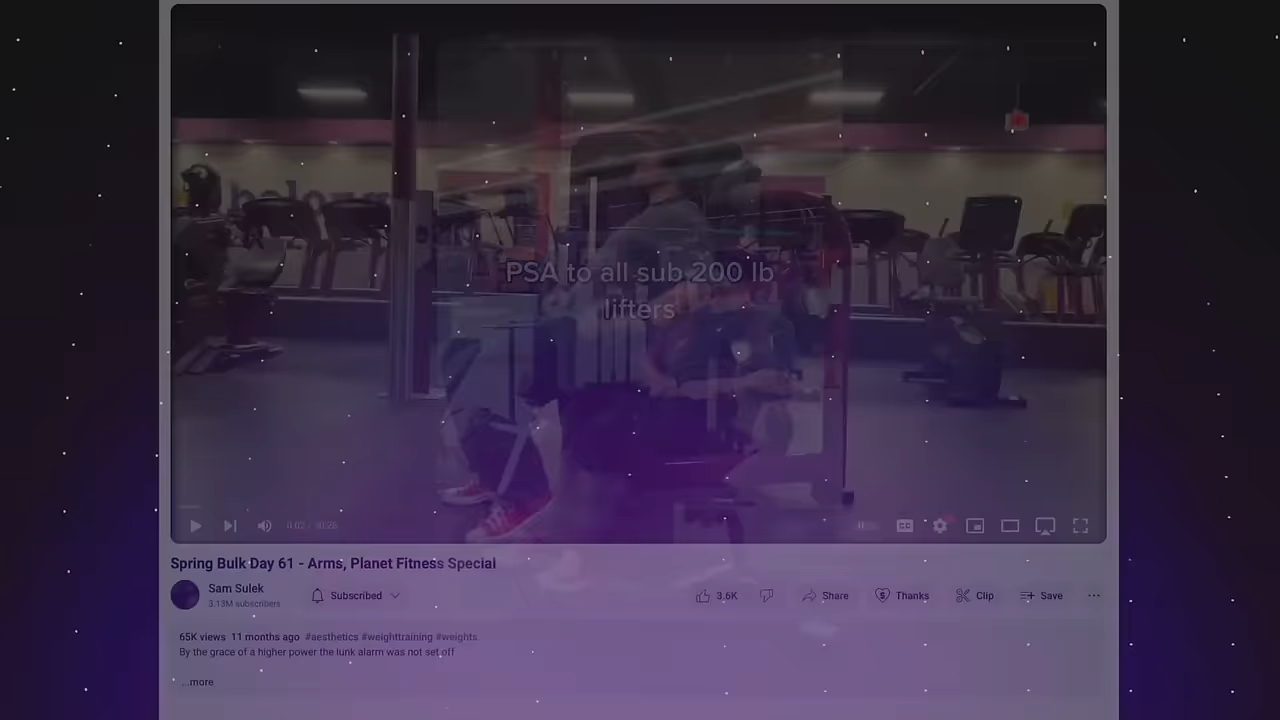 PSA to all sub 200 lb
lifters
0:02 / 30:26
CC
Spring Bulk Day 61 - Arms, Planet Fitness Special
Sam Sulek
3.13M subscribers
Subscribed
3.6K
Share
Thanks
Clip
Save
65K views 11 months ago #aesthetics #weighttraining #weights
By the grace of a higher power the lunk alarm was not set off
...more